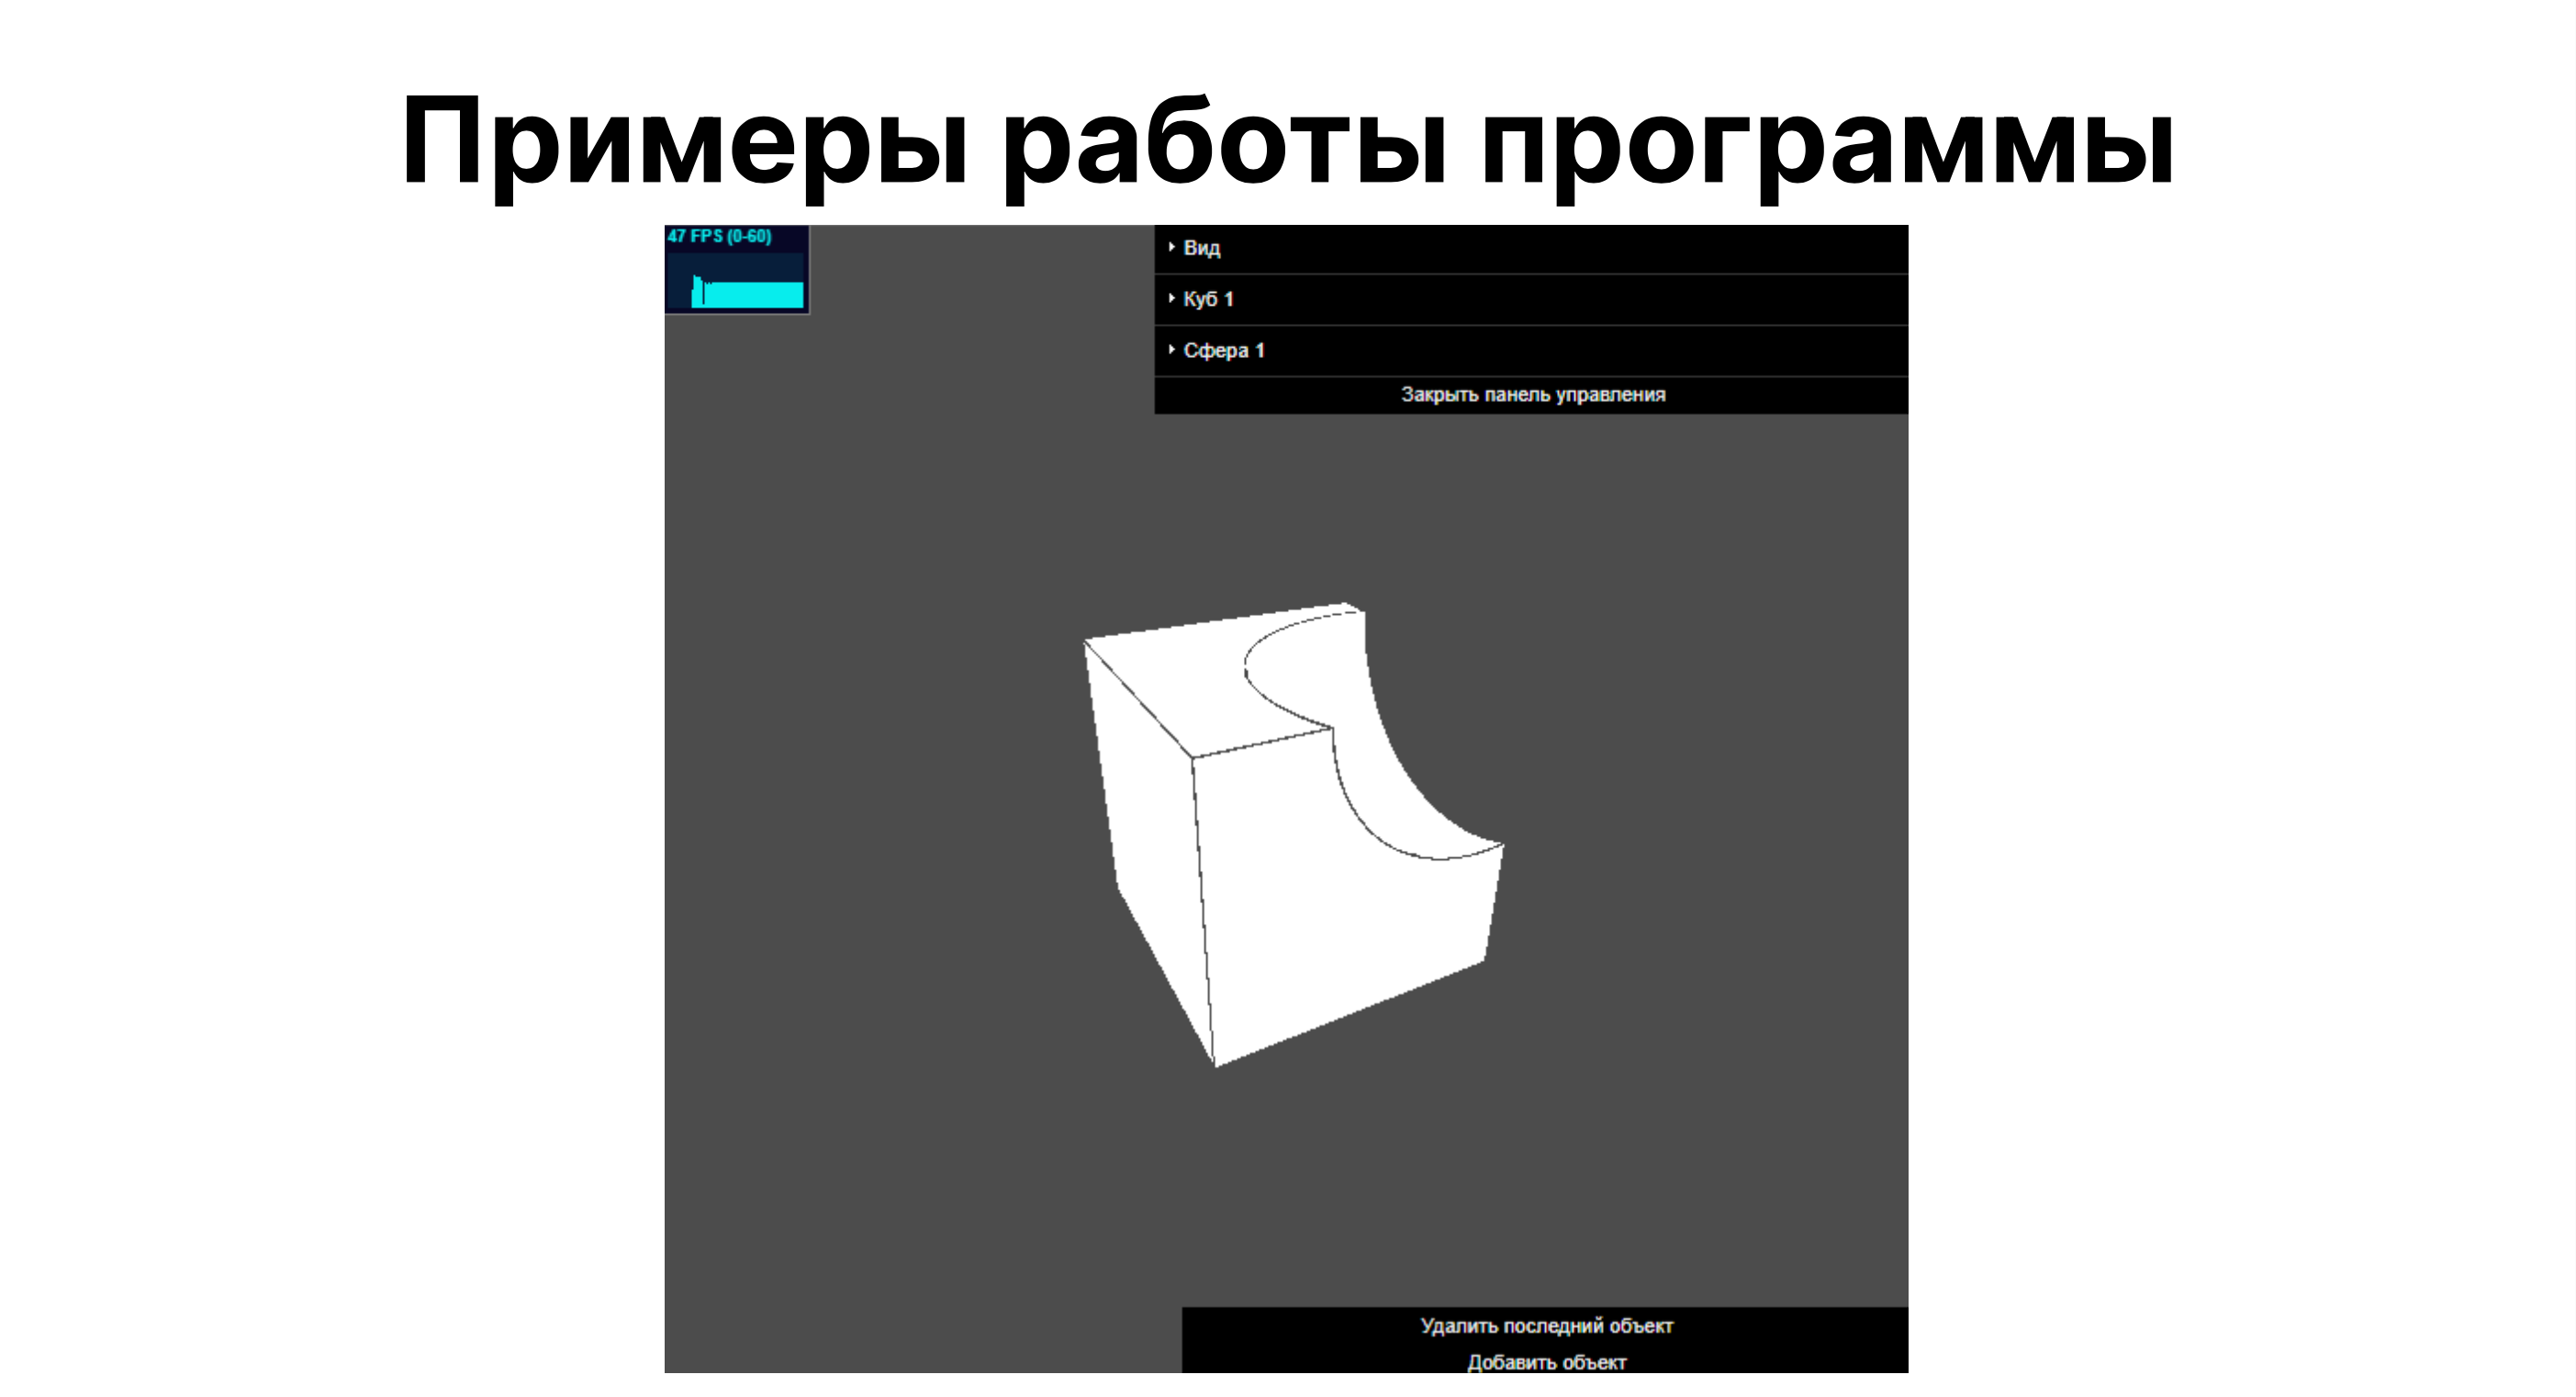 Примеры работы программы
47 FPS (0-60)
Вид
Куб 1
Сфера 1
Закрыть панель управления
Удалить последний объект
Добавить объект